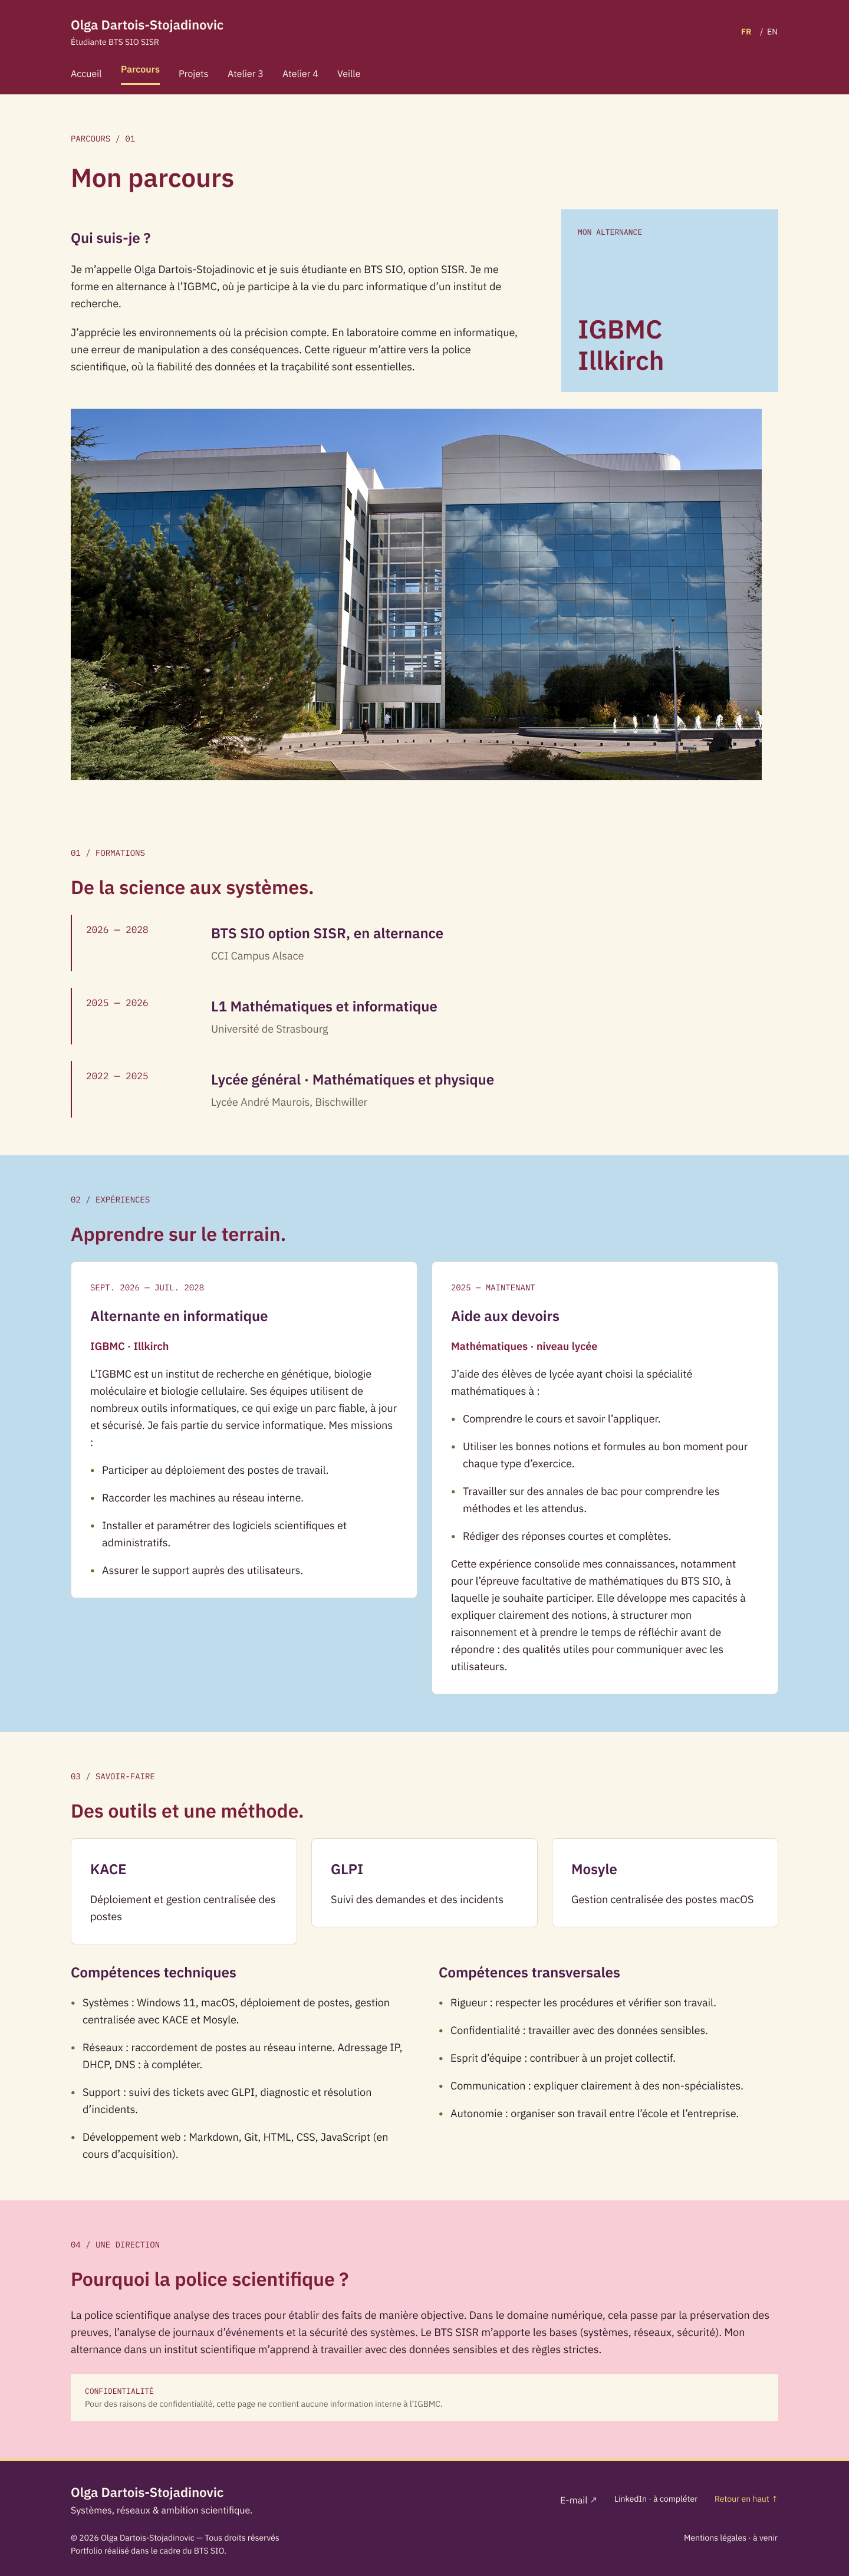 Olga Dartois-Stojadinovic
Étudiante BTS SIO SISR
FR / EN
Accueil Parcours Projets Atelier 3 Atelier 4 Veille
PARCOURS / 01
Mon parcours
Qui suis-je ?
Je m’appelle Olga Dartois-Stojadinovic et je suis étudiante en BTS SIO, option SISR. Je me
forme en alternance à l’IGBMC, où je participe à la vie du parc informatique d’un institut de
recherche.
J’apprécie les environnements où la précision compte. En laboratoire comme en informatique,
une erreur de manipulation a des conséquences. Cette rigueur m’attire vers la police
scientifique, où la fiabilité des données et la traçabilité sont essentielles.
MON ALTERNANCE
IGBMC
Illkirch
01 / FORMATIONS
De la science aux systèmes.
2026 — 2028
BTS SIO option SISR, en alternance
CCI Campus Alsace
2025 — 2026
L1 Mathématiques et informatique
Université de Strasbourg
2022 — 2025
Lycée général · Mathématiques et physique
Lycée André Maurois, Bischwiller
02 / EXPÉRIENCES
Apprendre sur le terrain.
SEPT. 2026 — JUIL. 2028
Alternante en informatique
IGBMC · Illkirch
L’IGBMC est un institut de recherche en génétique, biologie
moléculaire et biologie cellulaire. Ses équipes utilisent de
nombreux outils informatiques, ce qui exige un parc fiable, à jour
et sécurisé. Je fais partie du service informatique. Mes missions
:
• Participer au déploiement des postes de travail.
• Raccorder les machines au réseau interne.
• Installer et paramétrer des logiciels scientifiques et
administratifs.
• Assurer le support auprès des utilisateurs.
2025 — MAINTENANT
Aide aux devoirs
Mathématiques · niveau lycée
J’aide des élèves de lycée ayant choisi la spécialité
mathématiques à :
• Comprendre le cours et savoir l’appliquer.
• Utiliser les bonnes notions et formules au bon moment pour
chaque type d’exercice.
• Travailler sur des annales de bac pour comprendre les
méthodes et les attendus.
• Rédiger des réponses courtes et complètes.
Cette expérience consolide mes connaissances, notamment
pour l’épreuve facultative de mathématiques du BTS SIO, à
laquelle je souhaite participer. Elle développe mes capacités à
expliquer clairement des notions, à structurer mon
raisonnement et à prendre le temps de réfléchir avant de
répondre : des qualités utiles pour communiquer avec les
utilisateurs.
03 / SAVOIR-FAIRE
Des outils et une méthode.
KACE
Déploiement et gestion centralisée des
postes
GLPI
Suivi des demandes et des incidents
Mosyle
Gestion centralisée des postes macOS
Compétences techniques
• Systèmes : Windows 11, macOS, déploiement de postes, gestion
centralisée avec KACE et Mosyle.
• Réseaux : raccordement de postes au réseau interne. Adressage IP,
DHCP, DNS : à compléter.
• Support : suivi des tickets avec GLPI, diagnostic et résolution
d’incidents.
• Développement web : Markdown, Git, HTML, CSS, JavaScript (en
cours d’acquisition).
Compétences transversales
• Rigueur : respecter les procédures et vérifier son travail.
• Confidentialité : travailler avec des données sensibles.
• Esprit d’équipe : contribuer à un projet collectif.
• Communication : expliquer clairement à des non-spécialistes.
• Autonomie : organiser son travail entre l’école et l’entreprise.
04 / UNE DIRECTION
Pourquoi la police scientifique ?
La police scientifique analyse des traces pour établir des faits de manière objective. Dans le domaine numérique, cela passe par la préservation des
preuves, l’analyse de journaux d’événements et la sécurité des systèmes. Le BTS SISR m’apporte les bases (systèmes, réseaux, sécurité). Mon
alternance dans un institut scientifique m’apprend à travailler avec des données sensibles et des règles strictes.
CONFIDENTIALITÉ
Pour des raisons de confidentialité, cette page ne contient aucune information interne à l’IGBMC.
Olga Dartois-Stojadinovic
Systèmes, réseaux & ambition scientifique.
E-mail ↗ LinkedIn · à compléter Retour en haut ↑
© 2026 Olga Dartois-Stojadinovic — Tous droits réservés
Portfolio réalisé dans le cadre du BTS SIO.
Mentions légales · à venir